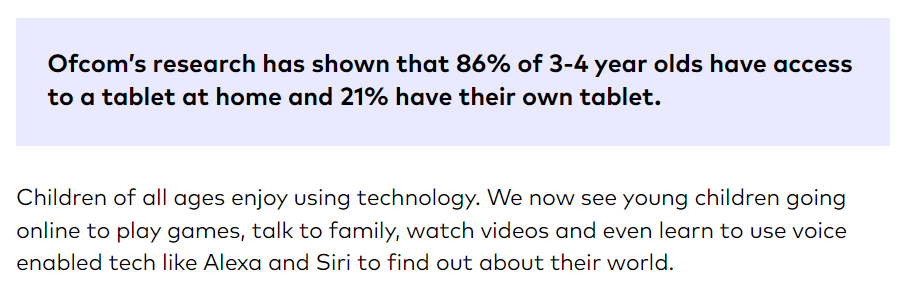 Ofcom’s research has shown that 86% of 3-4 year olds have access
to a tablet at home and 21% have their own tablet.
Children of all ages enjoy using technology. We now see young children going
online to play games, talk to family, watch videos and even learn to use voice
enabled tech like Alexa and Siri to find out about their world.